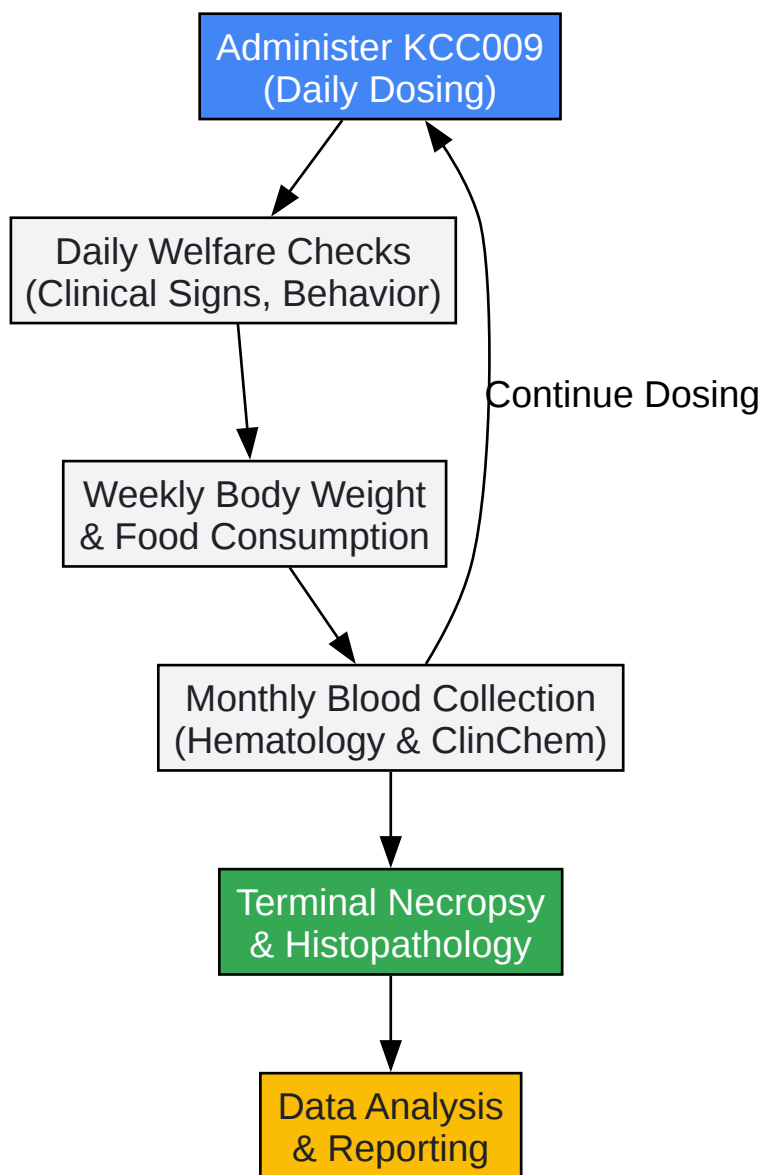 Administer KCC009
(Daily Dosing)
Daily Welfare Checks
(Clinical Signs, Behavior)
Continue Dosing
Weekly Body Weight
& Food Consumption
Monthly Blood Collection
(Hematology & ClinChem)
Terminal Necropsy
& Histopathology
Data Analysis
& Reporting